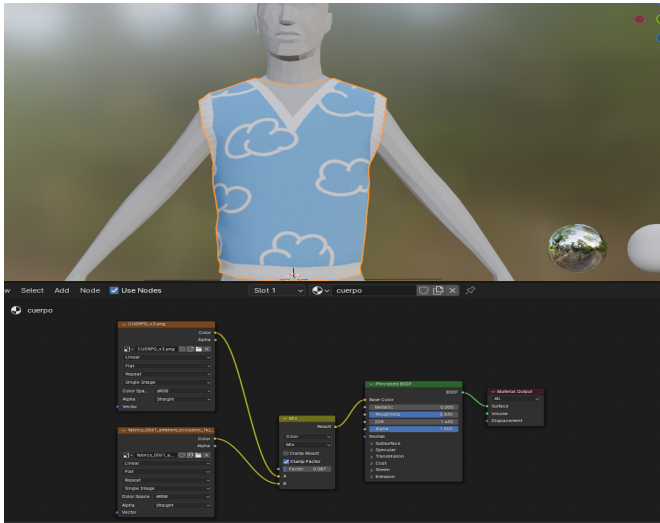 w Select Add Node Use Nodes Slot 1 cuerpo
cuerpo
CUERPO_v3.png
Color
Alpha
CUERPO_v3.png
Linear
Flat
Repeat
Single Image
Color Spa... sRGB
Alpha Straight
Vector
fabrics_0001_ambient_occlusion_1k.j
Color
Alpha
fabrics_0001_a...
Linear
Flat
Repeat
Single Image
Color Space sRGB
Alpha Straight
Vector
Mix
Result
Color
Mix
Clamp Result
Clamp Factor
Factor 0.087
A
B
Principled BSDF
BSDF
Base Color
Metallic 0.000
Roughness
IOR
Alpha 1.000
Normal
Subsurface
Specular
Transmission
Coat
Sheen
Emission
Material Output
All
Surface
Volume
Displacement